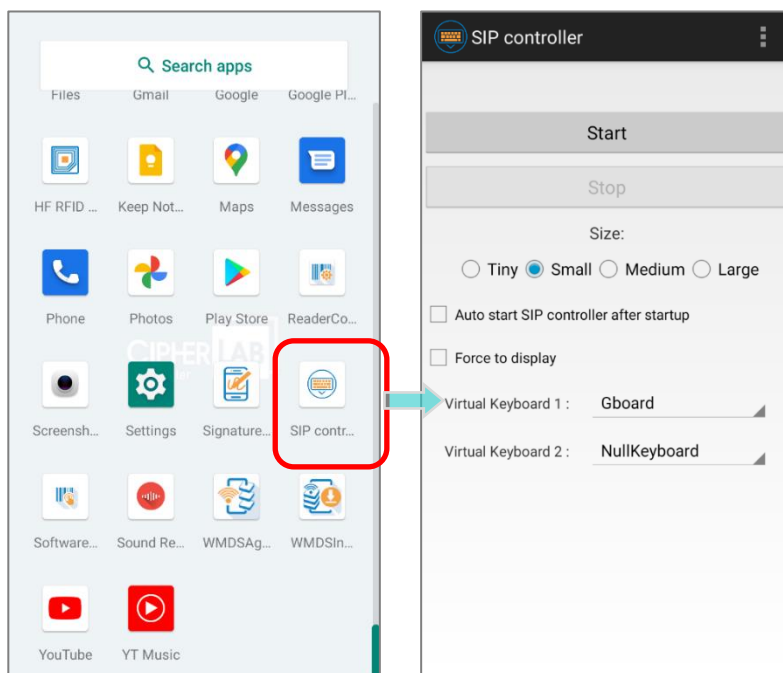 Search apps
Files Gmail Google Google Pl...
HF RFID ... Keep Not... Maps Messages
Phone Photos Play Store ReaderCo...
CIPHERLAB
Screensh... Settings Signature... SIP contr...
Software... Sound Re... WMDSAg... WMDSIn...
YouTube YT Music
SIP controller
Start
Stop
Size:
Tiny Small Medium Large
Auto start SIP controller after startup
Force to display
Virtual Keyboard 1 : Gboard
Virtual Keyboard 2 : NullKeyboard